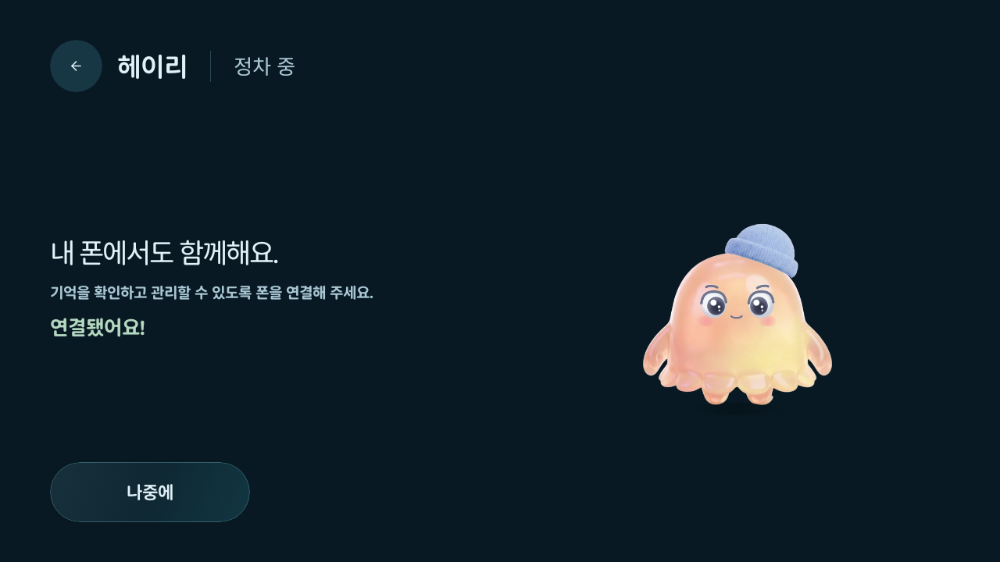 헤이리
정차 중
내 폰에서도 함께해요.
기억을 확인하고 관리할 수 있도록 폰을 연결해 주세요.
연결됐어요!
나중에